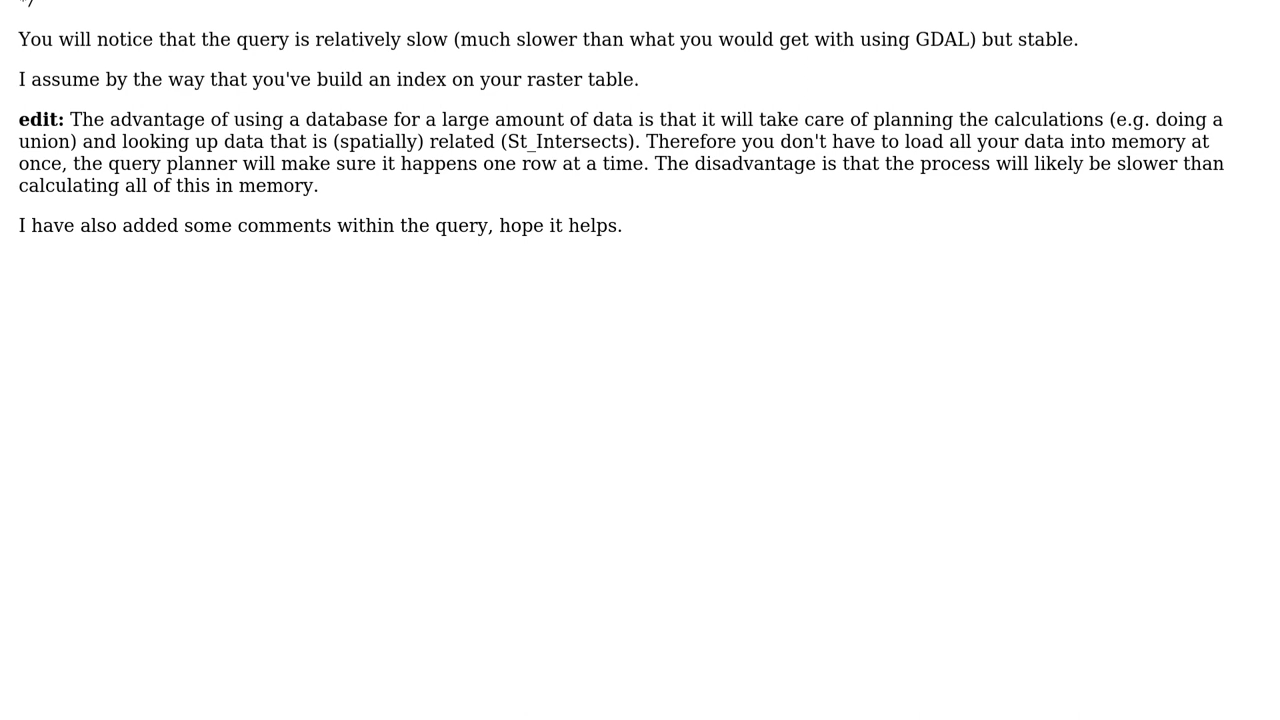 */
You will notice that the query is relatively slow (much slower than what you would get with using GDAL) but stable.
I assume by the way that you've build an index on your raster table.
edit: The advantage of using a database for a large amount of data is that it will take care of planning the calculations (e.g. doing a
union) and looking up data that is (spatially) related (St_Intersects). Therefore you don't have to load all your data into memory at
once, the query planner will make sure it happens one row at a time. The disadvantage is that the process will likely be slower than
calculating all of this in memory.
I have also added some comments within the query, hope it helps.